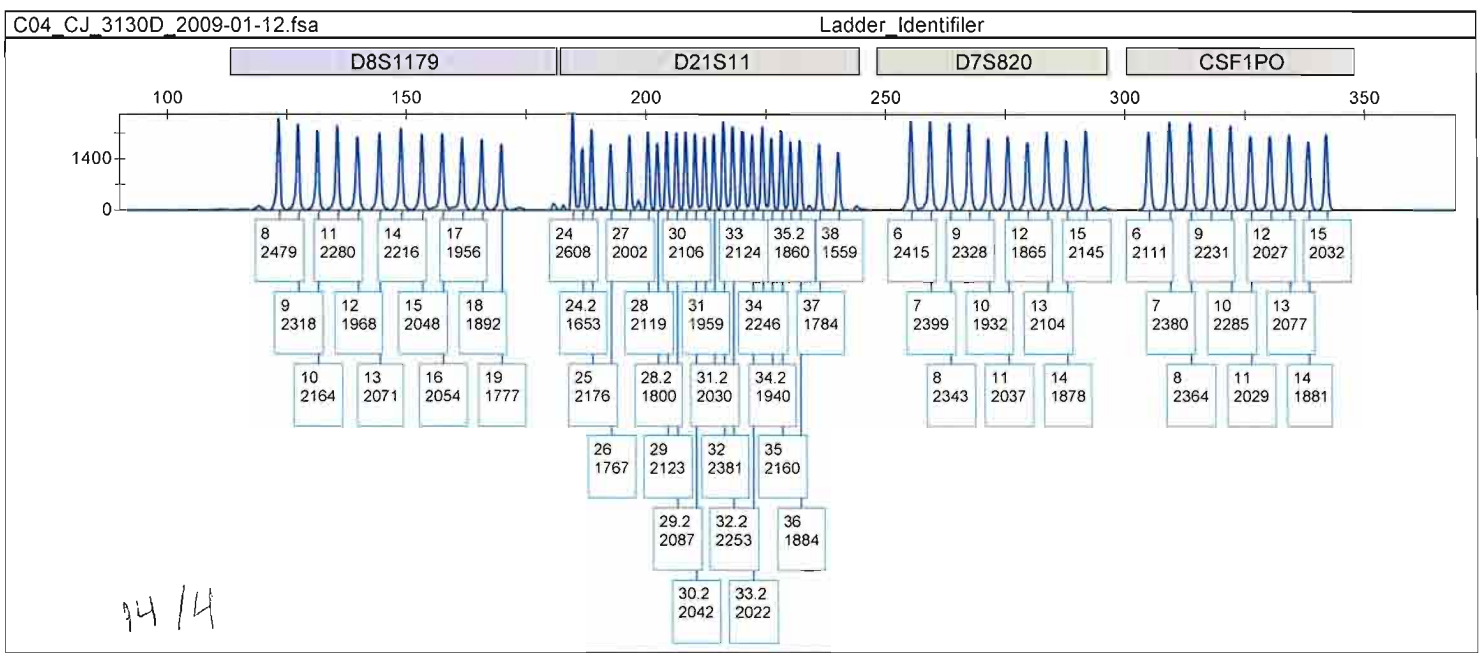 C04_CJ_3130D_2009-01-12.fsa Ladder_Identifiler
D8S1179 D21S11 D7S820 CSF1PO
100 150 200 250 300 350
1400
0
8 11 14 17 24 27 30 33 35.2 38 6 9 12 15 6 9 12 15
2479 2280 2216 1956 2608 2002 2106 2124 1860 1559 2415 2328 1865 2145 2111 2231 2027 2032
9 12 15 18 24.2 28 31 34 37 7 10 13 7 10 13
2318 1968 2048 1892 1653 2119 1959 2246 1784 2399 1932 2104 2380 2285 2077
10 13 16 19 25 28.2 31.2 34.2 8 11 14 8 11 14
2164 2071 2054 1777 2176 1800 2030 1940 2343 2037 1878 2364 2029 1881
26 29 32 35
1767 2123 2381 2160
29.2 32.2 36
2087 2253 1884
30.2 33.2
2042 2022